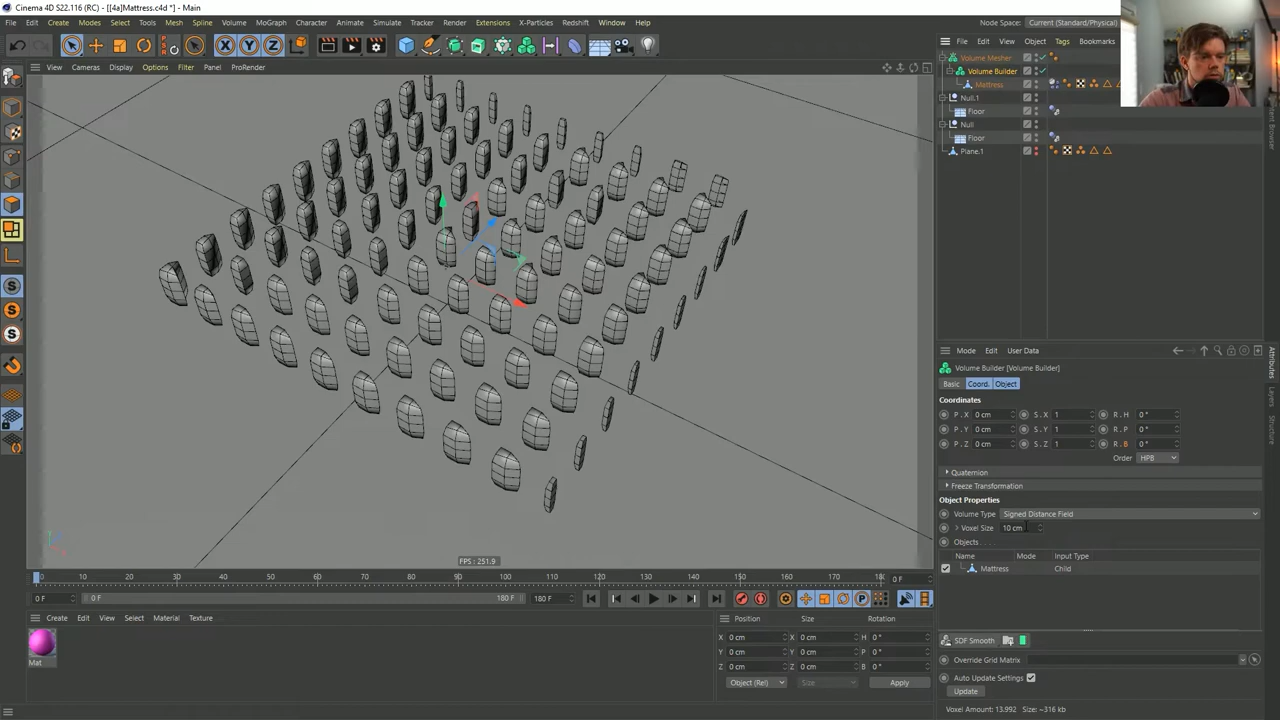 Cinema 4D S22.116 (RC) - [[4a]Mattress.c4d *] - Main
File Edit Create Modes Select Tools Mesh Splines Volume MoGraph Character Animate Simulate Tracker Render Extensions X-Particles Redshift Window Help
Node Space: Current (Standard/Physical)
View Cameras Display Options Filter Panel ProRender
File Edit View Object Tags Bookmarks
Volume Mesher
Volume Builder
Mattress
Null.1
Floor
Null
Floor
Plane.1
Mode Edit User Data
Volume Builder [Volume Builder]
Basic Coord. Object
Coordinates
P.X 0 cm S.X 1 R.H 0 °
P.Y 0 cm S.Y 1 R.P 0 °
P.Z 0 cm S.Z 1 R.B 0 °
Order HPB
Quaternion
Freeze Transformation
Object Properties
Volume Type Signed Distance Field
Voxel Size 10 cm
Objects . . . .
Name Mode Input Type
Mattress Child
SDF Smooth
Override Grid Matrix
Auto Update Settings
Update
Voxel Amount: 13.992 Size: ~316 kb
Attributes
Layers
Structure
FPS : 251.9
0 10 20 30 40 50 60 70 80 90 100 110 120 130 140 150 160 170 0 F
0 F 0 F 180 F 180 F
Create Edit View Select Material Texture
Mat
Position Size Rotation
X 0 cm X 0 cm H 0 °
Y 0 cm Y 0 cm P 0 °
Z 0 cm Z 0 cm B 0 °
Object (Rel) Size Apply